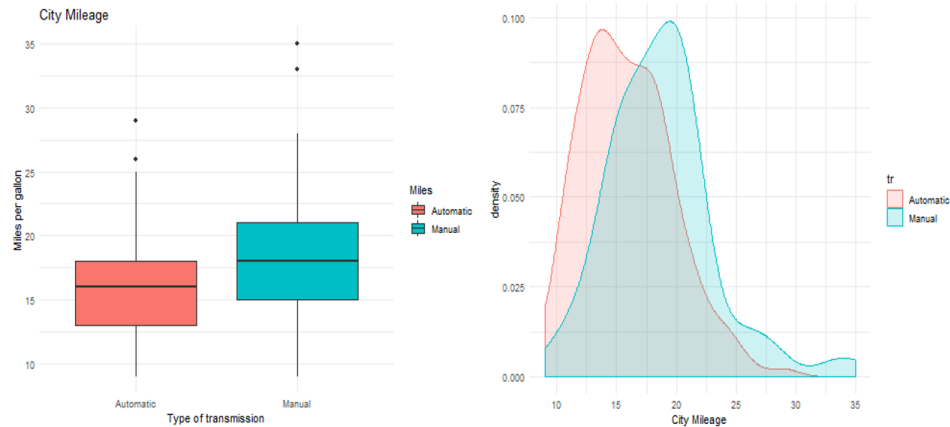 City Mileage
Miles per gallon
35
30
25
20
15
10
Automatic
Manual
Type of transmission
Miles
Automatic
Manual
density
0.100
0.075
0.050
0.025
0.000
10
15
20
25
30
35
City Mileage
tr
Automatic
Manual